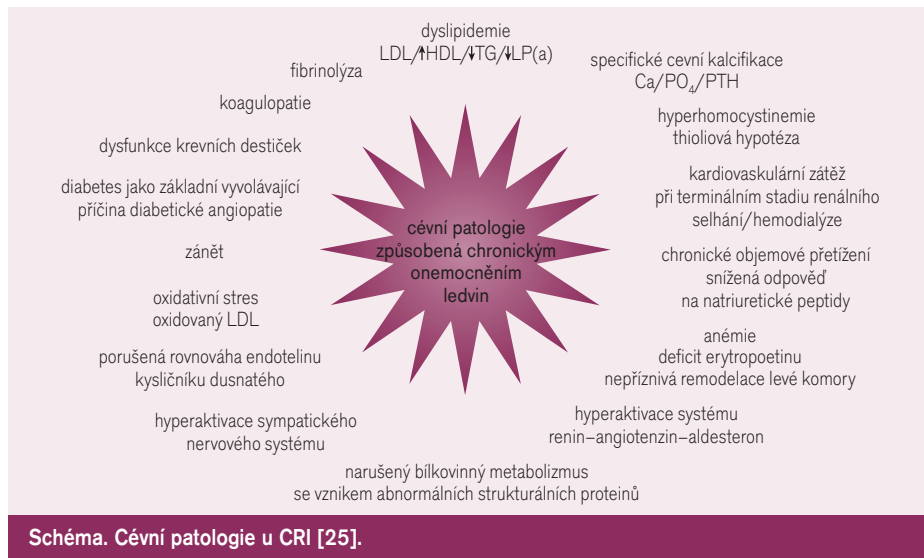 dyslipidemie
LDL/↑HDL/↓TG/↓LP(a)
fibrinolýza
koagulopatie
dysfunkce krevních destiček
diabetes jako základní vyvolávající
příčina diabetické angiopatie
zánět
oxidativní stres
oxidovaný LDL
porušená rovnováha endotelinu
kysličníku dusnatého
hyperaktivace sympatického
nervového systému
narušený bílkovinný metabolizmus
se vznikem abnormálních strukturálních proteinů
specifické cevní kalcifikace
Ca/PO₄/PTH
hyperhomocystinemie
thioliová hypotéza
kardiovaskulární zátěž
při terminálním stadiu renálního
selhání/hemodialýze
chronické objemové přetížení
snížená odpověď
na natriuretické peptidy
anémie
deficit erytropoetinu
nepříznivá remodelace levé komory
hyperaktivace systému
renin–angiotenzin–aldesteron
cévní patologie
způsobená chronickým
onemocněním
ledvin
Schéma. Cévní patologie u CRI [25].